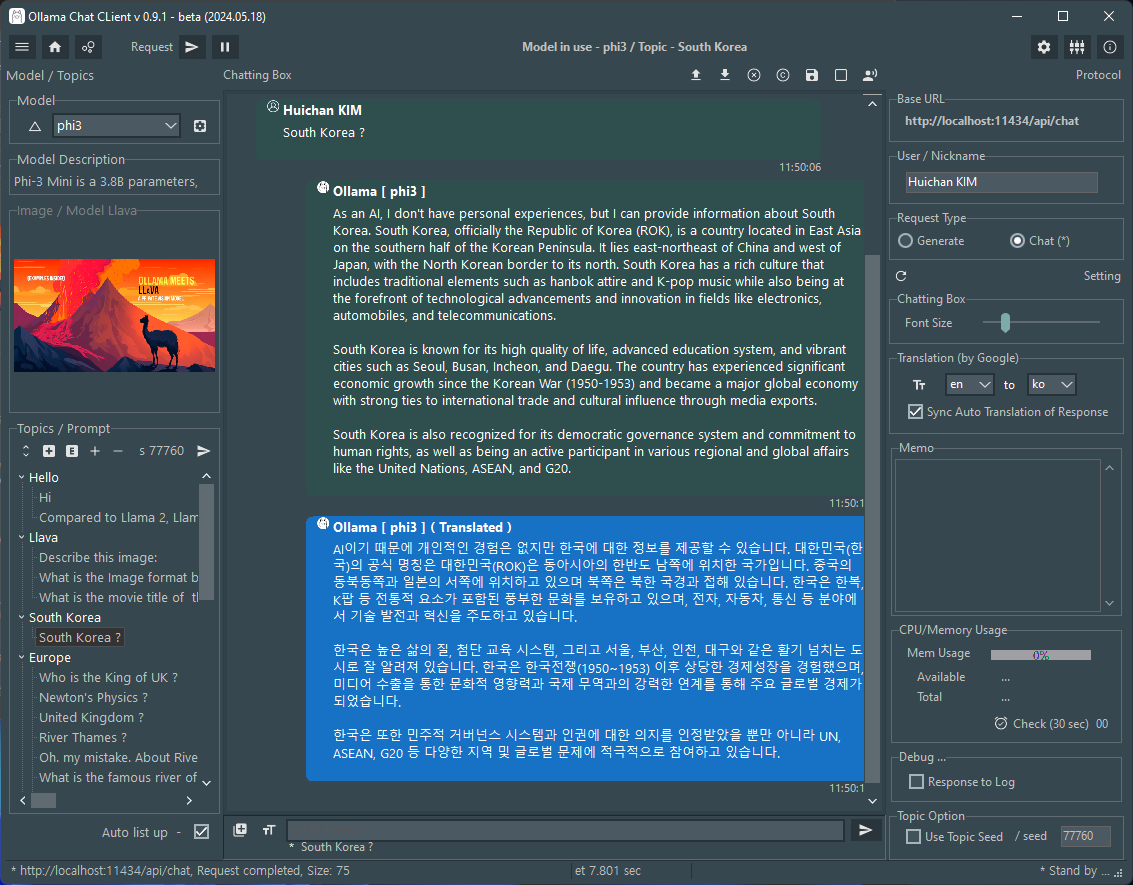 Ollama Chat CLient v 0.9.1 - beta (2024.05.18)
Request
Model in use - phi3 / Topic - South Korea
Model / Topics
Chatting Box
Protocol
Model
phi3
Model Description
Phi-3 Mini is a 3.8B parameters,
Image / Model Llava
OLLAMA MEETS
LLaVA
Topics / Prompt
s 77760
Hello
Hi
Compared to Llama 2, Llam
Llava
Describe this image:
What is the Image format b
What is the movie title of th
South Korea
South Korea ?
Europe
Who is the King of UK ?
Newton's Physics ?
United Kingdom ?
River Thames ?
Oh. my mistake. About Rive
What is the famous river of
Auto list up -
Huichan KIM
South Korea ?
11:50:06
Ollama [ phi3 ]
As an AI, I don't have personal experiences, but I can provide information about South
Korea. South Korea, officially the Republic of Korea (ROK), is a country located in East Asia
on the southern half of the Korean Peninsula. It lies east-northeast of China and west of
Japan, with the North Korean border to its north. South Korea has a rich culture that
includes traditional elements such as hanbok attire and K-pop music while also being at
the forefront of technological advancements and innovation in fields like electronics,
automobiles, and telecommunications.
South Korea is known for its high quality of life, advanced education system, and vibrant
cities such as Seoul, Busan, Incheon, and Daegu. The country has experienced significant
economic growth since the Korean War (1950-1953) and became a major global economy
with strong ties to international trade and cultural influence through media exports.
South Korea is also recognized for its democratic governance system and commitment to
human rights, as well as being an active participant in various regional and global affairs
like the United Nations, ASEAN, and G20.
11:50:1
Ollama [ phi3 ] ( Translated )
AI이기 때문에 개인적인 경험은 없지만 한국에 대한 정보를 제공할 수 있습니다. 대한민국(한
국)의 공식 명칭은 대한민국(ROK)은 동아시아의 한반도 남쪽에 위치한 국가입니다. 중국의
동북동쪽과 일본의 서쪽에 위치하고 있으며 북쪽은 북한 국경과 접해 있습니다. 한국은 한복,
K팝 등 전통적 요소가 포함된 풍부한 문화를 보유하고 있으며, 전자, 자동차, 통신 등 분야에
서 기술 발전과 혁신을 주도하고 있습니다.
한국은 높은 삶의 질, 첨단 교육 시스템, 그리고 서울, 부산, 인천, 대구와 같은 활기 넘치는 도
시로 잘 알려져 있습니다. 한국은 한국전쟁(1950~1953) 이후 상당한 경제성장을 경험했으며,
미디어 수출을 통한 문화적 영향력과 국제 무역과의 강력한 연계를 통해 주요 글로벌 경제가
되었습니다.
한국은 또한 민주적 거버넌스 시스템과 인권에 대한 의지를 인정받았을 뿐만 아니라 UN,
ASEAN, G20 등 다양한 지역 및 글로벌 문제에 적극적으로 참여하고 있습니다.
11:50:1
* South Korea ?
Base URL
http://localhost:11434/api/chat
User / Nickname
Huichan KIM
Request Type
Generate
Chat (*)
Setting
Chatting Box
Font Size
Translation (by Google)
Tt en to ko
Sync Auto Translation of Response
Memo
CPU/Memory Usage
Mem Usage 0%
Available ...
Total ...
Check (30 sec) 00
Debug ...
Response to Log
Topic Option
Use Topic Seed / seed 77760
* http://localhost:11434/api/chat, Request completed, Size: 75
et 7.801 sec
* Stand by ...